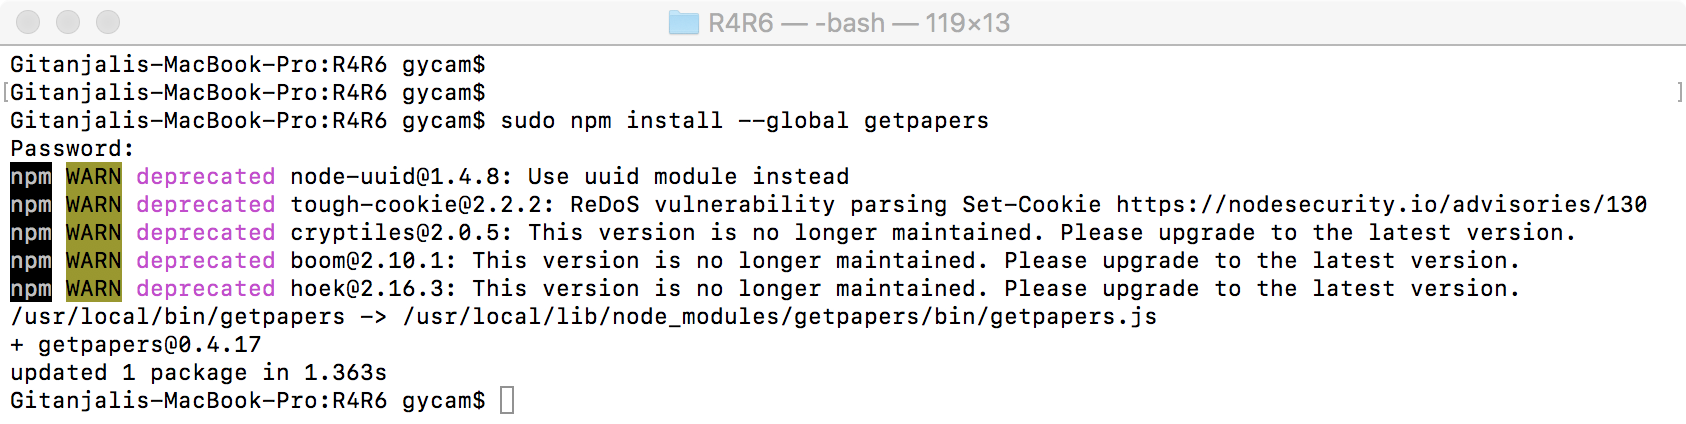 R4R6 — -bash — 119×13
Gitanjalis-MacBook-Pro:R4R6 gycam$
[Gitanjalis-MacBook-Pro:R4R6 gycam$ ]
Gitanjalis-MacBook-Pro:R4R6 gycam$ sudo npm install --global getpapers
Password:
npm WARN deprecated node-uuid@1.4.8: Use uuid module instead
npm WARN deprecated tough-cookie@2.2.2: ReDoS vulnerability parsing Set-Cookie https://nodesecurity.io/advisories/130
npm WARN deprecated cryptiles@2.0.5: This version is no longer maintained. Please upgrade to the latest version.
npm WARN deprecated boom@2.10.1: This version is no longer maintained. Please upgrade to the latest version.
npm WARN deprecated hoek@2.16.3: This version is no longer maintained. Please upgrade to the latest version.
/usr/local/bin/getpapers -> /usr/local/lib/node_modules/getpapers/bin/getpapers.js
+ getpapers@0.4.17
updated 1 package in 1.363s
Gitanjalis-MacBook-Pro:R4R6 gycam$